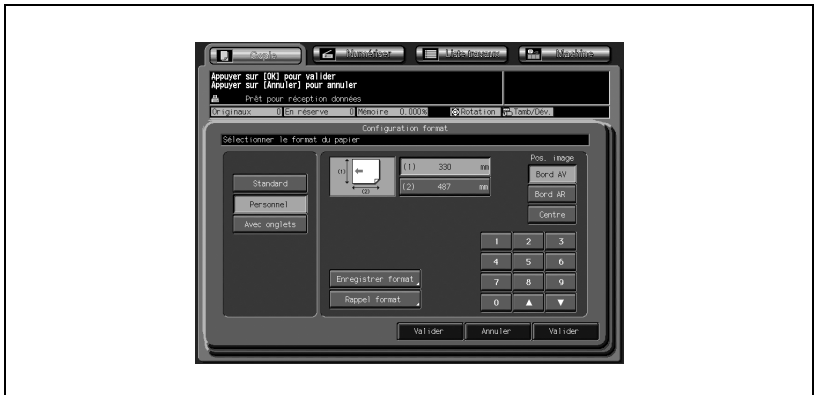 Copie Numériser Liste travaux Machine
Appuyer sur [OK] pour valider
Appuyer sur [Annuler] pour annuler
Prêt pour réception données
Originaux 0 En réserve 0 Mémoire 0.000% Rotation Tamb/Dév.
Configuration format
Sélectionner le format du papier
Standard
Personnel
Avec onglets
(1)
(2)
(1) 330 mm
(2) 487 mm
Pos. image
Bord AV
Bord AR
Centre
1 2 3
4 5 6
7 8 9
0 ▲ ▼
Enregistrer format
Rappel format
Valider Annuler Valider